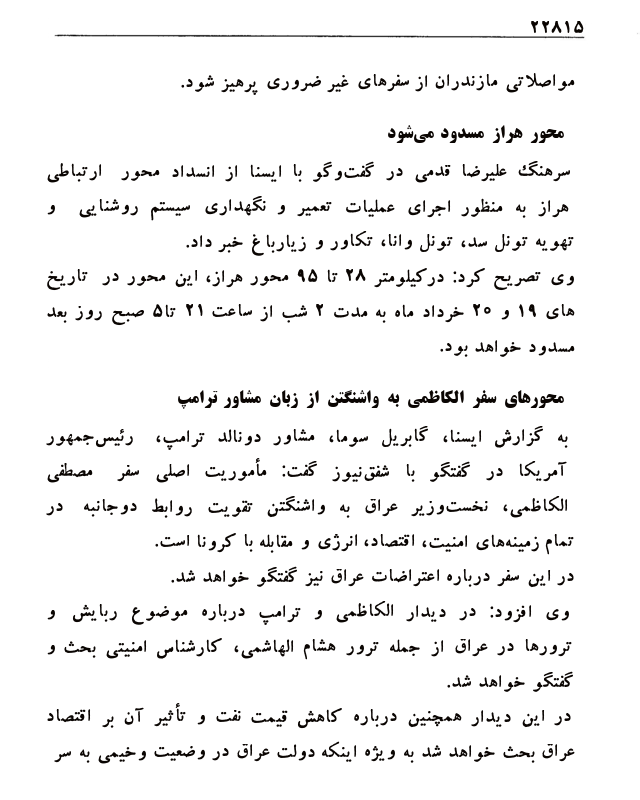 ۲۲۸۱۵
مواصلاتی مازندران از سفرهای غیر ضروری پرهیز شود.
محور هراز مسدود می‌شود
سرهنگ علیرضا قدمی در گفت‌وگو با ایسنا از انسداد محور ارتباطی
هراز به منظور اجرای عملیات تعمیر و نگهداری سیستم روشنایی و
تهویه تونل سد، تونل وانا، تکاور و زیارباغ خبر داد.
وی تصریح کرد: درکیلومتر ۲۸ تا ۹۵ محور هراز، این محور در تاریخ
های ۱۹ و ۲۰ خرداد ماه به مدت ۲ شب از ساعت ۲۱ تا۵ صبح روز بعد
مسدود خواهد بود.
محورهای سفر الکاظمی به واشنگتن از زبان مشاور ترامپ
به گزارش ایسنا، گابریل سوما، مشاور دونالد ترامپ، رئیس‌جمهور
آمریکا در گفتگو با شفق‌نیوز گفت: مأموریت اصلی سفر مصطفی
الکاظمی، نخست‌وزیر عراق به واشنگتن تقویت روابط دوجانبه در
تمام زمینه‌های امنیت، اقتصاد، انرژی و مقابله با کرونا است.
در این سفر درباره اعتراضات عراق نیز گفتگو خواهد شد.
وی افزود: در دیدار الکاظمی و ترامپ درباره موضوع ربایش و
ترورها در عراق از جمله ترور هشام الهاشمی، کارشناس امنیتی بحث و
گفتگو خواهد شد.
در این دیدار همچنین درباره کاهش قیمت نفت و تأثیر آن بر اقتصاد
عراق بحث خواهد شد به ویژه اینکه دولت عراق در وضعیت وخیمی به سر